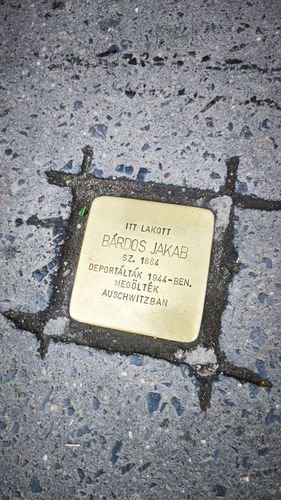 ITT LAKOTT
BÁRDOS JAKAB
SZ. 1884
DEPORTÁLTÁK 1944-BEN.
MEGÖLTÉK
AUSCHWITZBAN